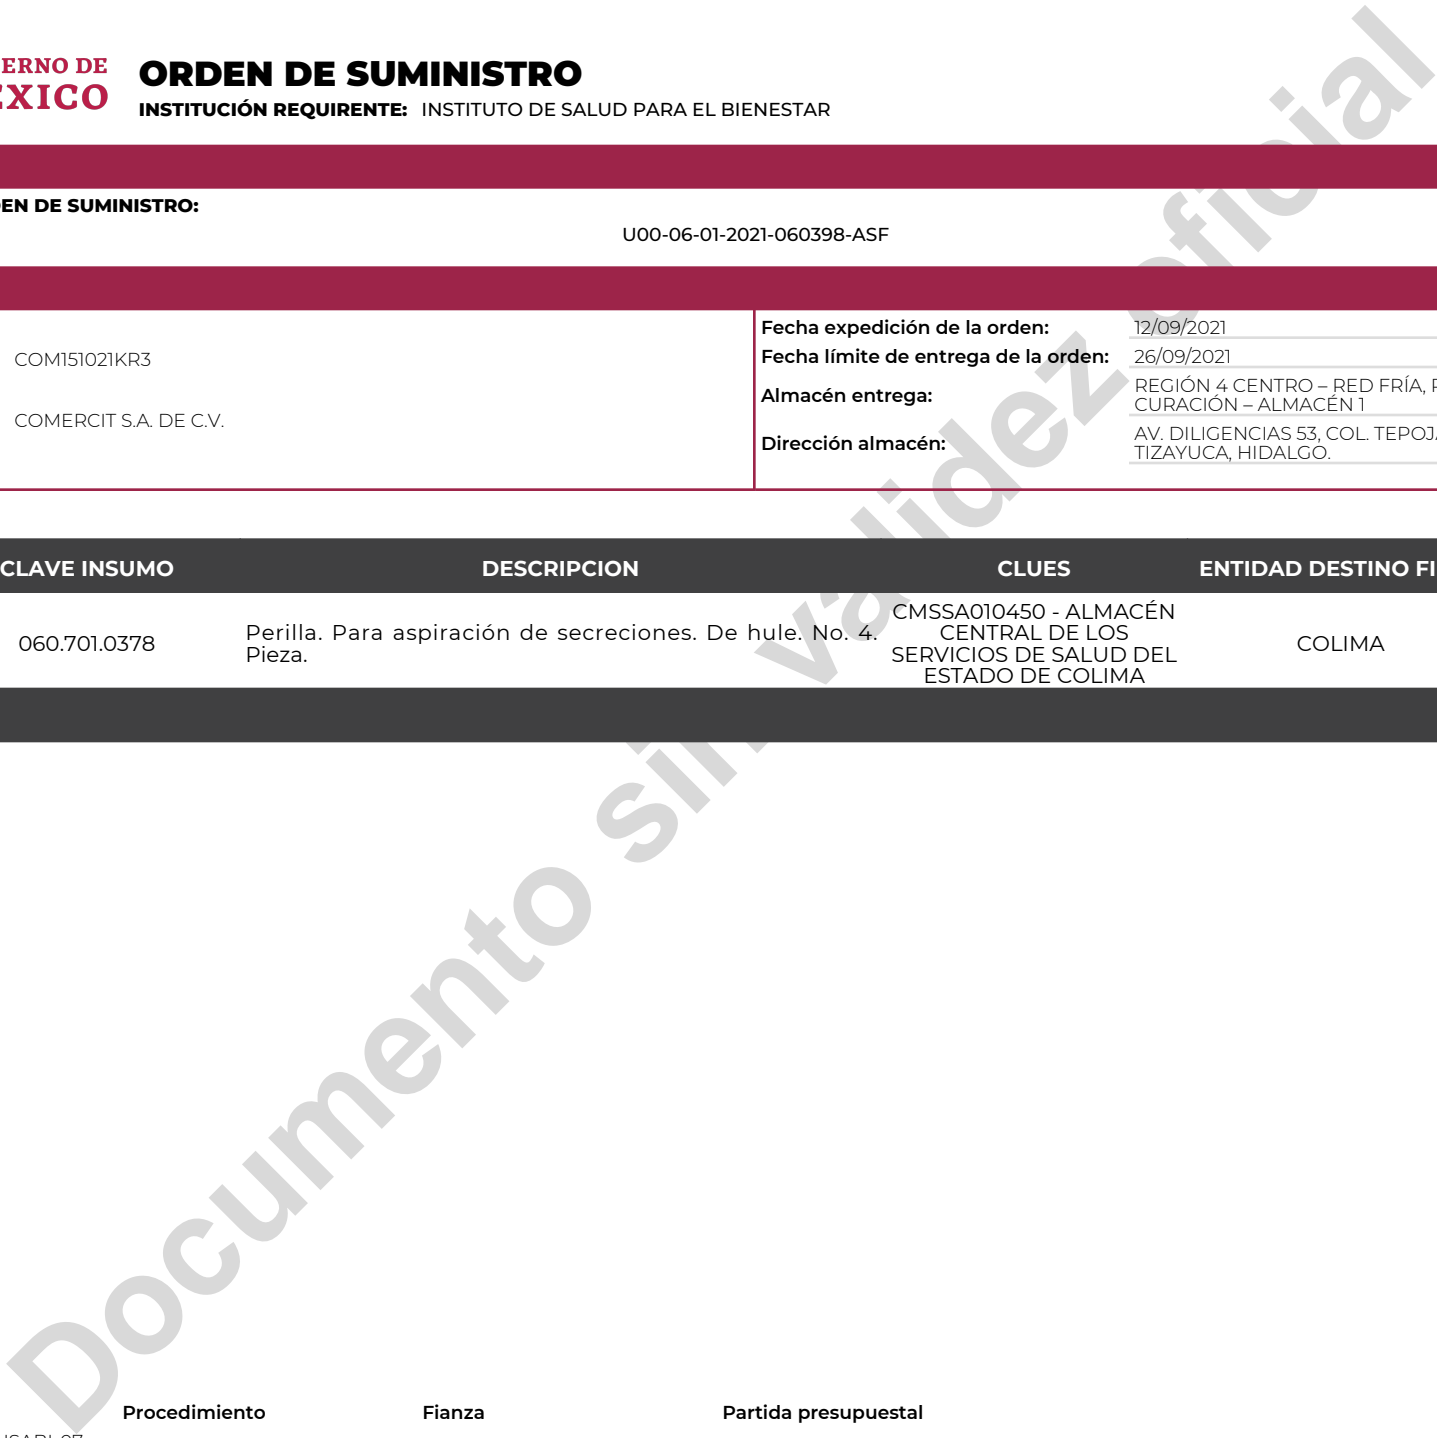 ERNO DE
ORDEN DE SUMINISTRO
EXICO
INSTITUCIÓN REQUIRENTE: INSTITUTO DE SALUD PARA EL BIENESTAR
EN DE SUMINISTRO:
U00-06-01-2021-060398-ASF
COM151021KR3
COMERCIT S.A. DE C.V.
Fecha expedición de la orden: 12/09/2021
Fecha límite de entrega de la orden: 26/09/2021
Almacén entrega: REGIÓN 4 CENTRO – RED FRÍA,
CURACIÓN – ALMACÉN 1
Dirección almacén: AV. DILIGENCIAS 53, COL. TEPOJA
TIZAYUCA, HIDALGO.
CLAVE INSUMO DESCRIPCION CLUES ENTIDAD DESTINO FI
060.701.0378
Perilla. Para aspiración de secreciones. De hule. No. 4.
Pieza.
CMSSA010450 - ALMACÉN
CENTRAL DE LOS
SERVICIOS DE SALUD DEL
ESTADO DE COLIMA
COLIMA
Documento sin validez oficial
Procedimiento Fianza Partida presupuestal